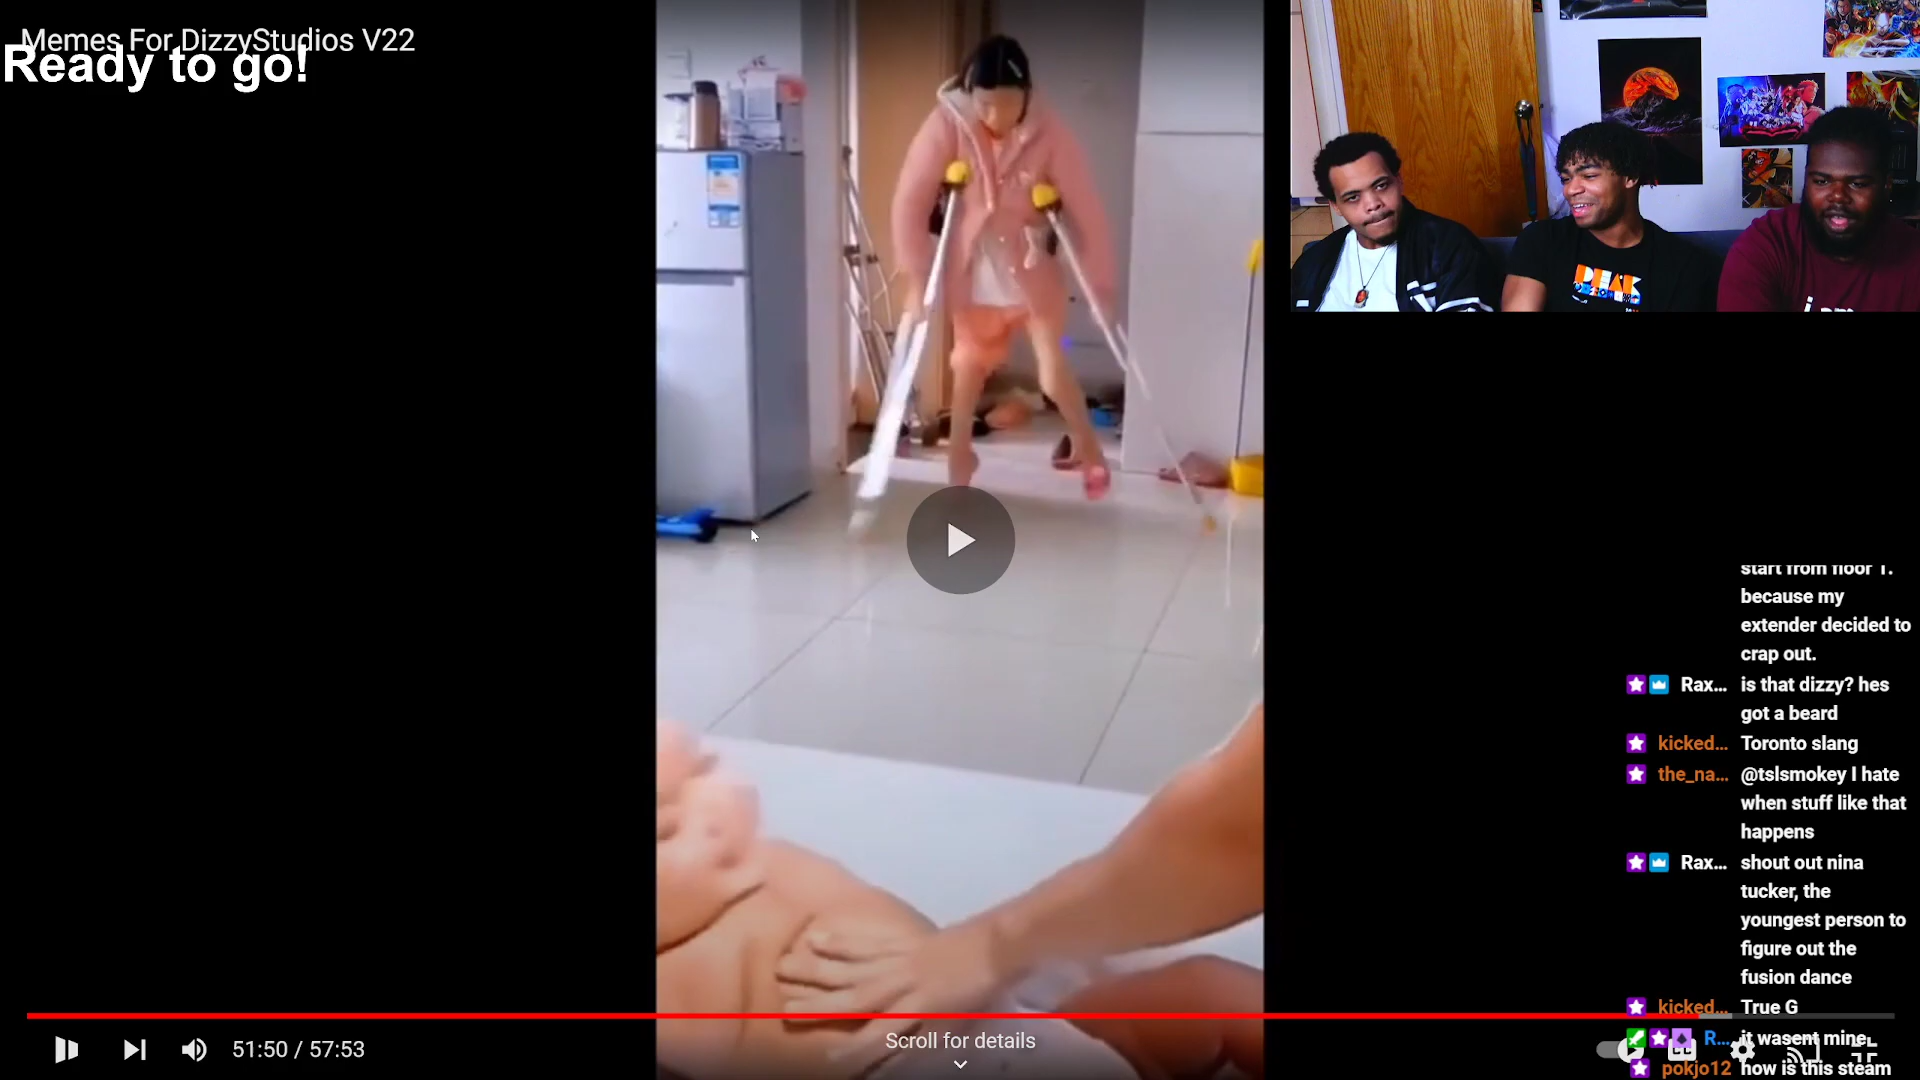 Memes For DizzyStudios V22
Ready to go!
start from floor 1.
because my
extender decided to
crap out.
Rax... is that dizzy? hes
got a beard
kicked... Toronto slang
the_na... @tslsmokey I hate
when stuff like that
happens
Rax... shout out nina
tucker, the
youngest person to
figure out the
fusion dance
kicked... True G
R... it wasent mine
pokjo12 how is this steam
51:50 / 57:53
Scroll for details